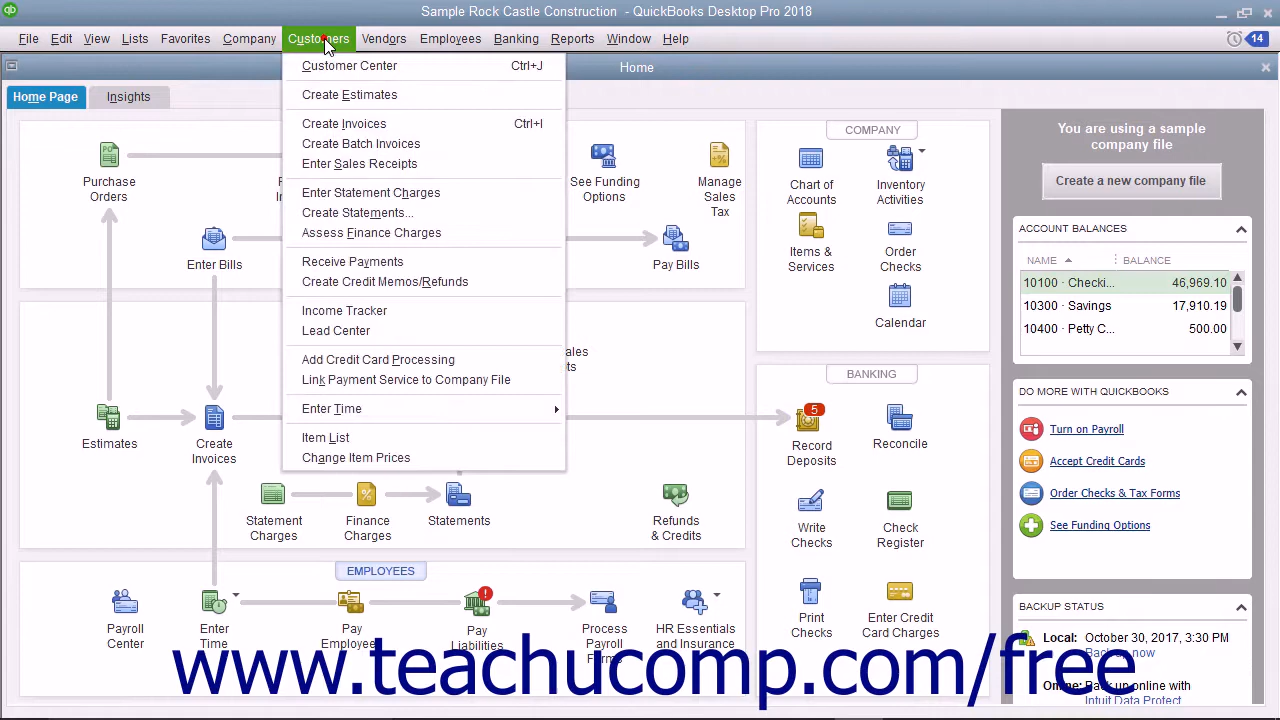 Sample Rock Castle Construction - QuickBooks Desktop Pro 2018
File Edit View Lists Favorites Company Customers Vendors Employees Banking Reports Window Help 14
Home
Home Page Insights
Customer Center Ctrl+J
Create Estimates
Create Invoices Ctrl+I
Create Batch Invoices
Enter Sales Receipts
Enter Statement Charges
Create Statements...
Assess Finance Charges
Receive Payments
Create Credit Memos/Refunds
Income Tracker
Lead Center
Add Credit Card Processing
Link Payment Service to Company File
Enter Time
Item List
Change Item Prices
Purchase
Orders
See Funding
Options
Manage
Sales
Tax
Enter Bills
Pay Bills
Estimates
Create
Invoices
Statement
Charges
Finance
Charges
Statements
Refunds
& Credits
EMPLOYEES
Payroll
Center
Enter
Time
Pay
Employees
Pay
Liabilities
Process
Payroll
Forms
HR Essentials
and Insurance
COMPANY
Chart of
Accounts
Inventory
Activities
Items &
Services
Order
Checks
Calendar
BANKING
5
Record
Deposits
Reconcile
Write
Checks
Check
Register
Print
Checks
Enter Credit
Card Charges
You are using a sample
company file
Create a new company file
ACCOUNT BALANCES
NAME BALANCE
10100 · Checki... 46,969.10
10300 · Savings 17,910.19
10400 · Petty C... 500.00
DO MORE WITH QUICKBOOKS
Turn on Payroll
Accept Credit Cards
Order Checks & Tax Forms
See Funding Options
BACKUP STATUS
Local: October 30, 2017, 3:30 PM
Back up now
Online: Back up online with
Intuit Data Protect
www.teachucomp.com/free